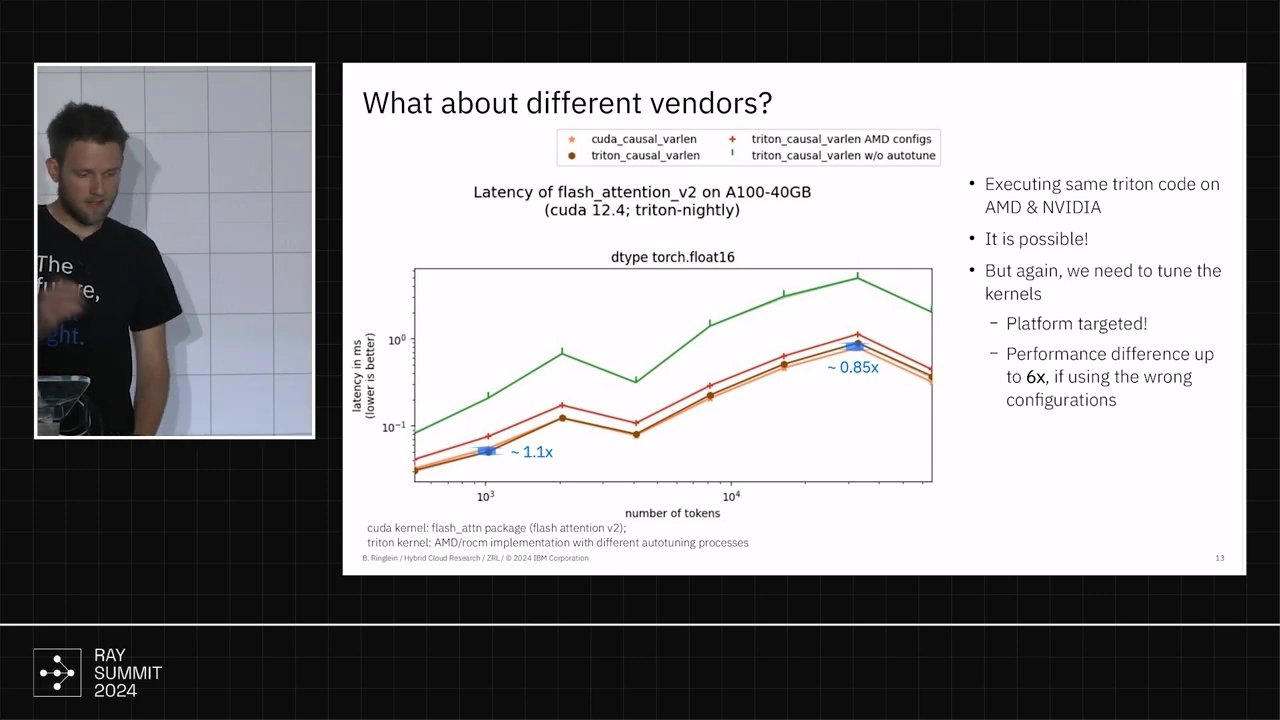 The
future,
ght.
What about different vendors?
cuda_causal_varlen
triton_causal_varlen
triton_causal_varlen AMD configs
triton_causal_varlen w/o autotune
Latency of flash_attention_v2 on A100-40GB
(cuda 12.4; triton-nightly)
dtype torch.float16
latency in ms
(lower is better)
10⁰
10⁻¹
~ 0.85x
~ 1.1x
10³
10⁴
number of tokens
cuda kernel: flash_attn package (flash attention v2);
triton kernel: AMD/rocm implementation with different autotuning processes
B. Ringlein / Hybrid Cloud Research / ZRL / © 2024 IBM Corporation
• Executing same triton code on
AMD & NVIDIA
• It is possible!
• But again, we need to tune the
kernels
– Platform targeted!
– Performance difference up
to 6x, if using the wrong
configurations
13
RAY
SUMMIT
2024